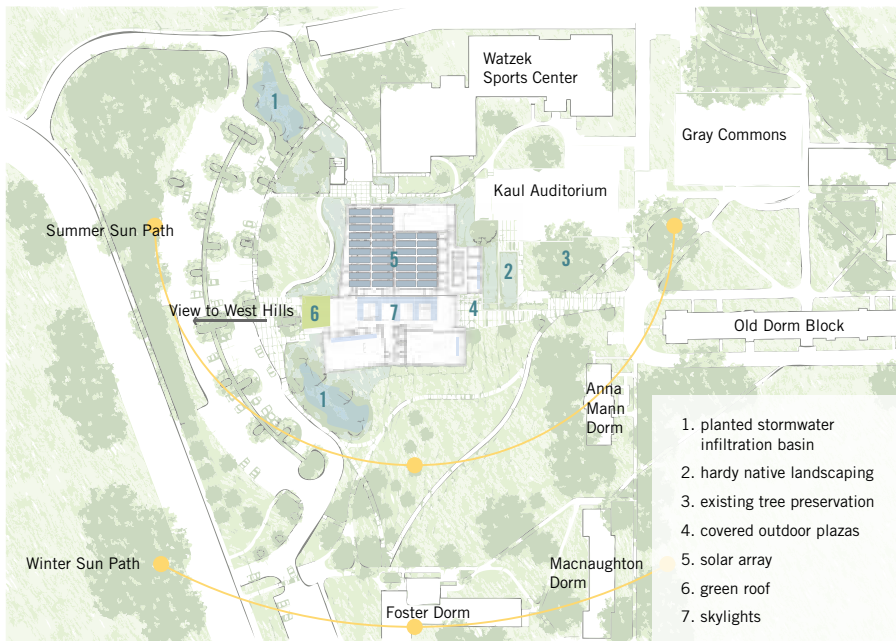 Watzek
Sports Center
1
Gray Commons
Kaul Auditorium
Summer Sun Path
5
2
3
View to West Hills
6
7
4
Old Dorm Block
1
Anna
Mann
Dorm
Winter Sun Path
Macnaughton
Dorm
Foster Dorm
1. planted stormwater
infiltration basin
2. hardy native landscaping
3. existing tree preservation
4. covered outdoor plazas
5. solar array
6. green roof
7. skylights